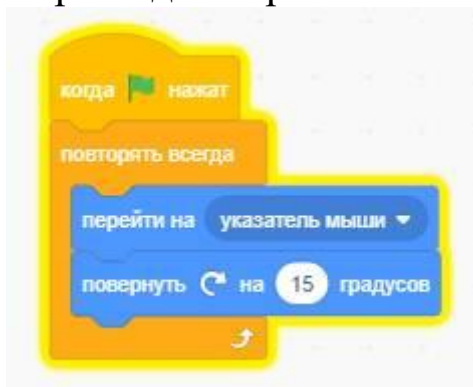 когда нажат
повторять всегда
перейти на указатель мыши
повернуть на 15 градусов